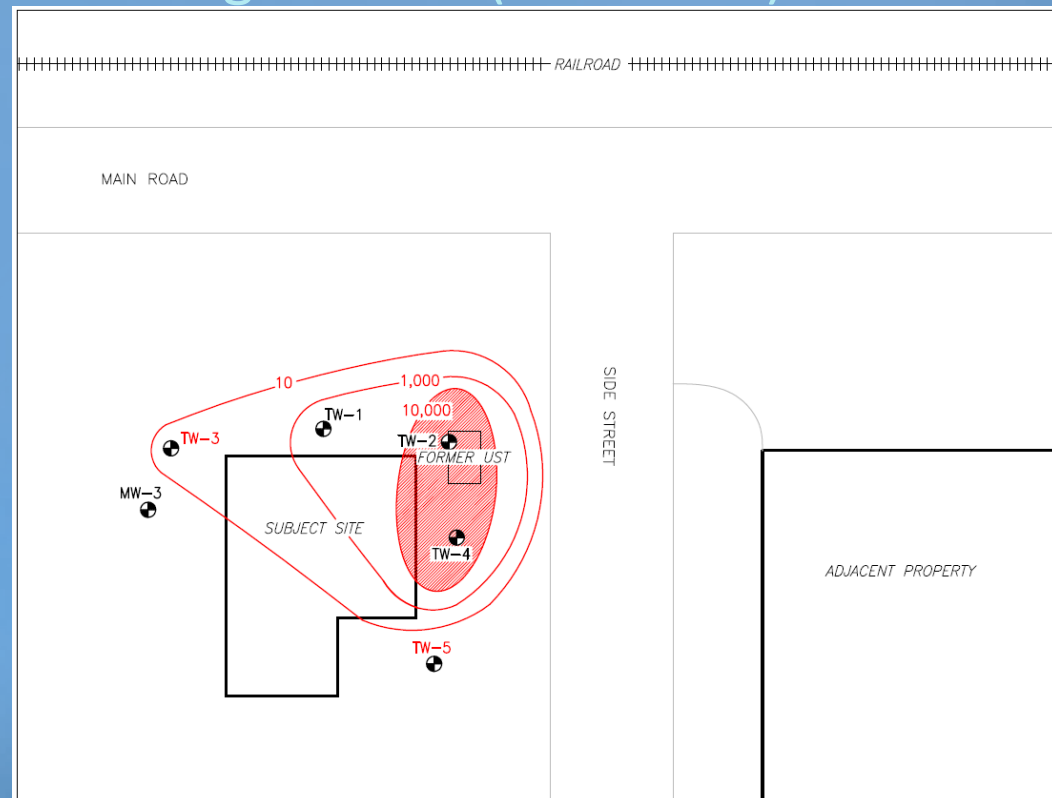 RAILROAD
MAIN ROAD
10
1,000
10,000
TW-1
TW-3
TW-2
FORMER UST
MW-3
SUBJECT SITE
TW-4
TW-5
SIDE STREET
ADJACENT PROPERTY